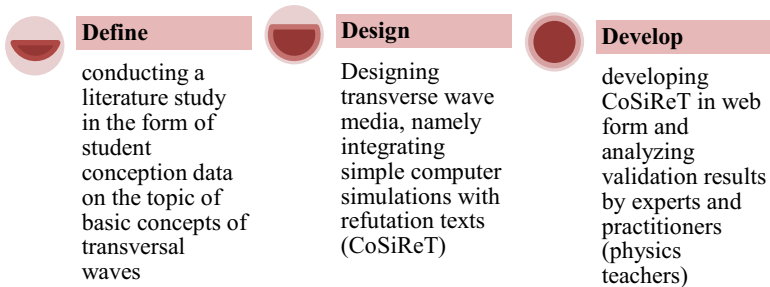 Define
conducting a
literature study
in the form of
student
conception data
on the topic of
basic concepts of
transversal
waves
Design
Designing
transverse wave
media, namely
integrating
simple computer
simulations with
refutation texts
(CoSiReT)
Develop
developing
CoSiReT in web
form and
analyzing
validation results
by experts and
practitioners
(physics
teachers)